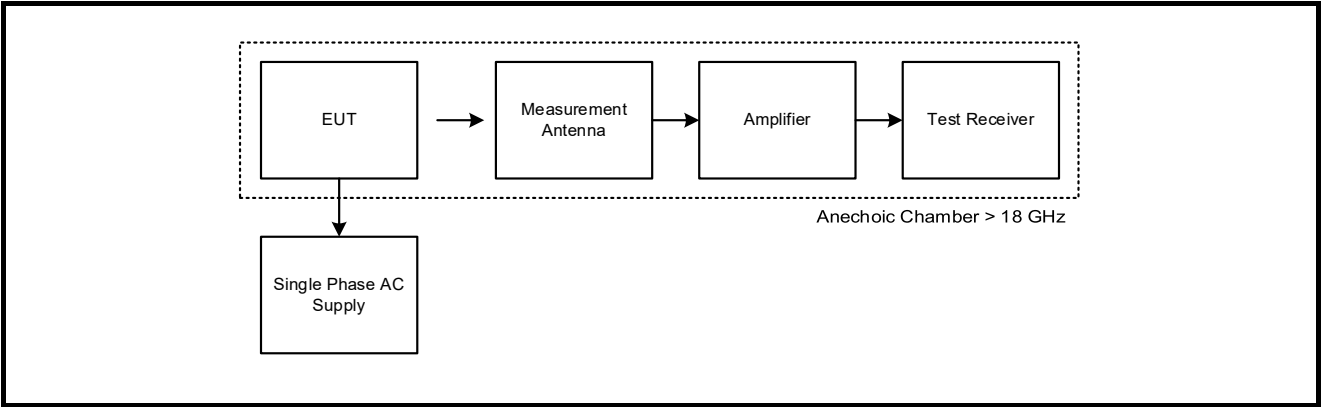 EUT
Measurement
Antenna
Amplifier
Test Receiver
Anechoic Chamber > 18 GHz
Single Phase AC
Supply